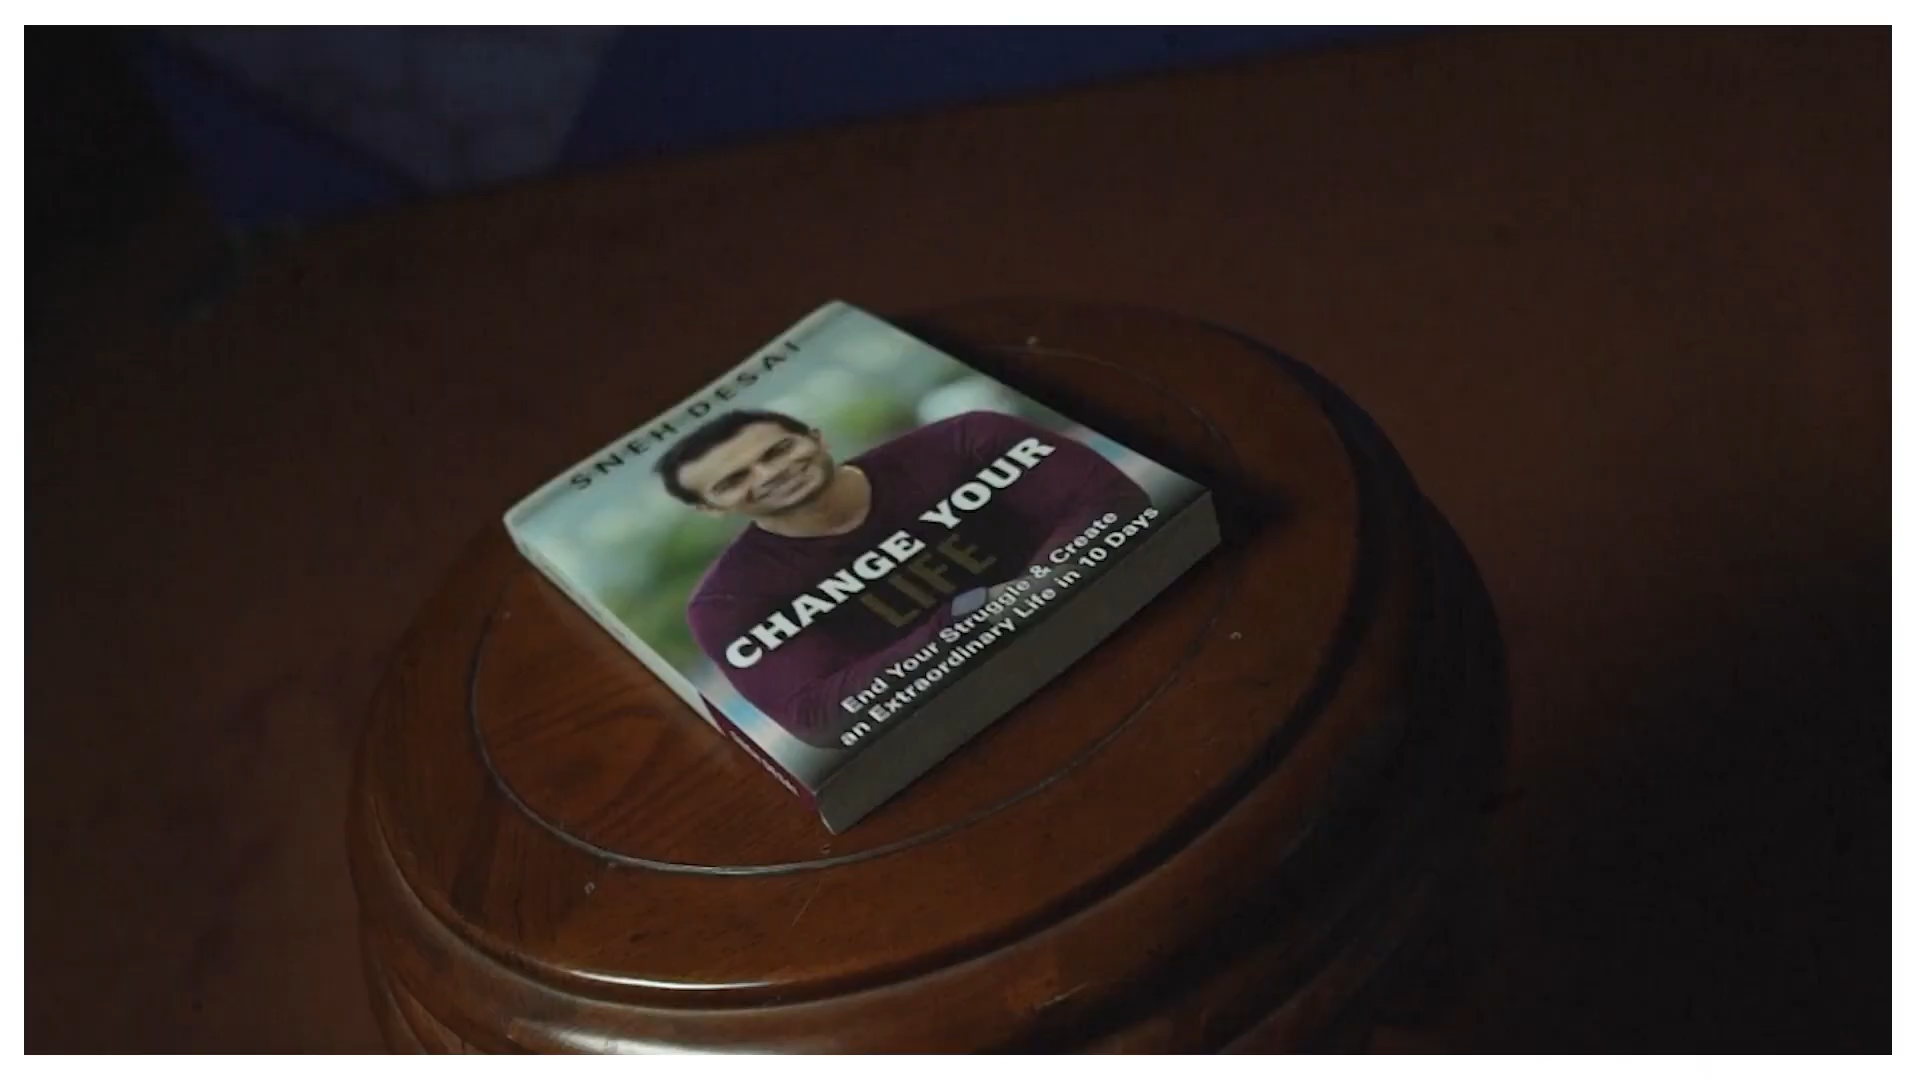 SNEH DESAI
CHANGE YOUR
LIFE
End Your Struggle & Create
an Extraordinary Life in 10 Days